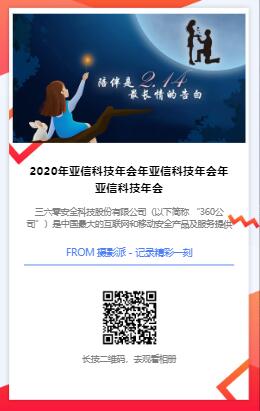 陪伴是2.14
最长情的告白
2020年亚信科技年会年亚信科技年会年
亚信科技年会
三六零安全科技股份有限公司（以下简称 “360公
司”）是中国最大的互联网和移动安全产品及服务提供
FROM 摄影派 - 记录精彩一刻
长按二维码，去观看相册